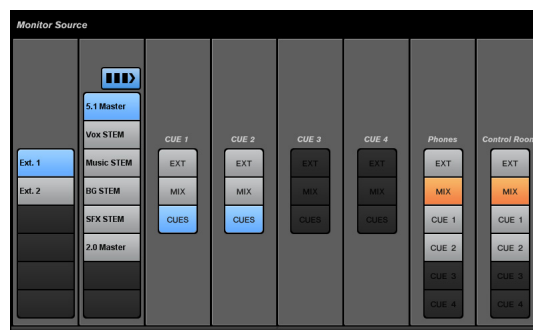 Monitor Source
Ext. 1
Ext. 2
5.1 Master
Vox STEM
Music STEM
BG STEM
SFX STEM
2.0 Master
CUE 1
EXT
MIX
CUES
CUE 2
EXT
MIX
CUES
CUE 3
EXT
MIX
CUES
CUE 4
EXT
MIX
CUES
Phones
EXT
MIX
CUE 1
CUE 2
CUE 3
CUE 4
Control Room
EXT
MIX
CUE 1
CUE 2
CUE 3
CUE 4